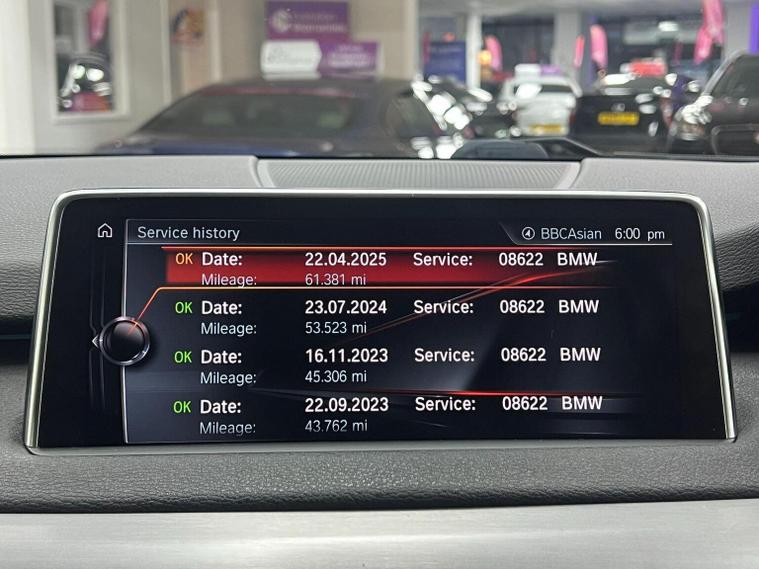 Service history
BBCAsian 6:00 pm
OK Date: 22.04.2025 Service: 08622 BMW
Mileage: 61.381 mi
OK Date: 23.07.2024 Service: 08622 BMW
Mileage: 53.523 mi
OK Date: 16.11.2023 Service: 08622 BMW
Mileage: 45.306 mi
OK Date: 22.09.2023 Service: 08622 BMW
Mileage: 43.762 mi